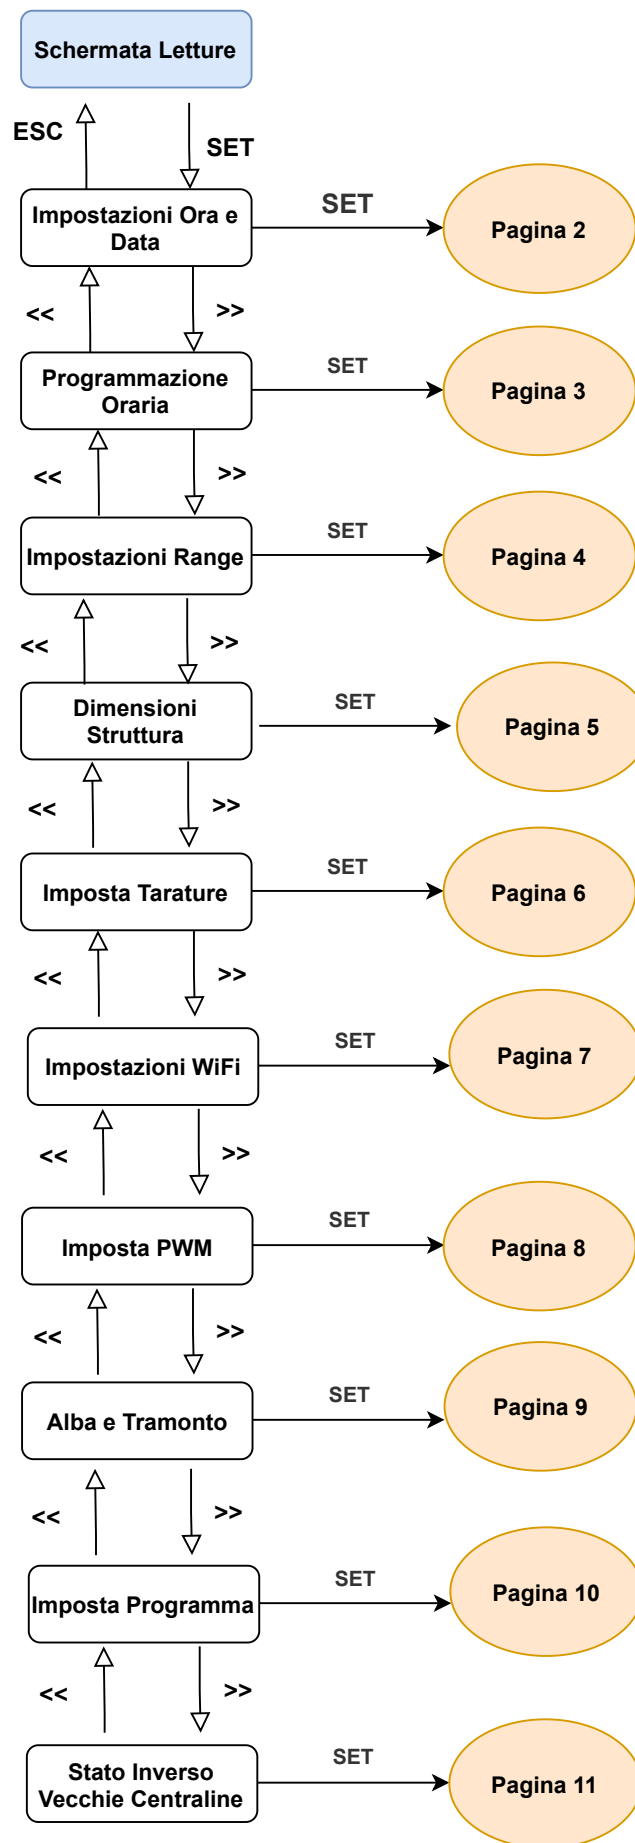 Schermata Letture
ESC
SET
Impostazioni Ora e
Data
SET
Pagina 2
<<
>>
Programmazione
Oraria
SET
Pagina 3
<<
>>
Impostazioni Range
SET
Pagina 4
<<
>>
Dimensioni
Struttura
SET
Pagina 5
<<
>>
Imposta Tarature
SET
Pagina 6
<<
>>
Impostazioni WiFi
SET
Pagina 7
<<
>>
Imposta PWM
SET
Pagina 8
<<
>>
Alba e Tramonto
SET
Pagina 9
<<
>>
Imposta Programma
SET
Pagina 10
<<
>>
Stato Inverso
Vecchie Centraline
SET
Pagina 11